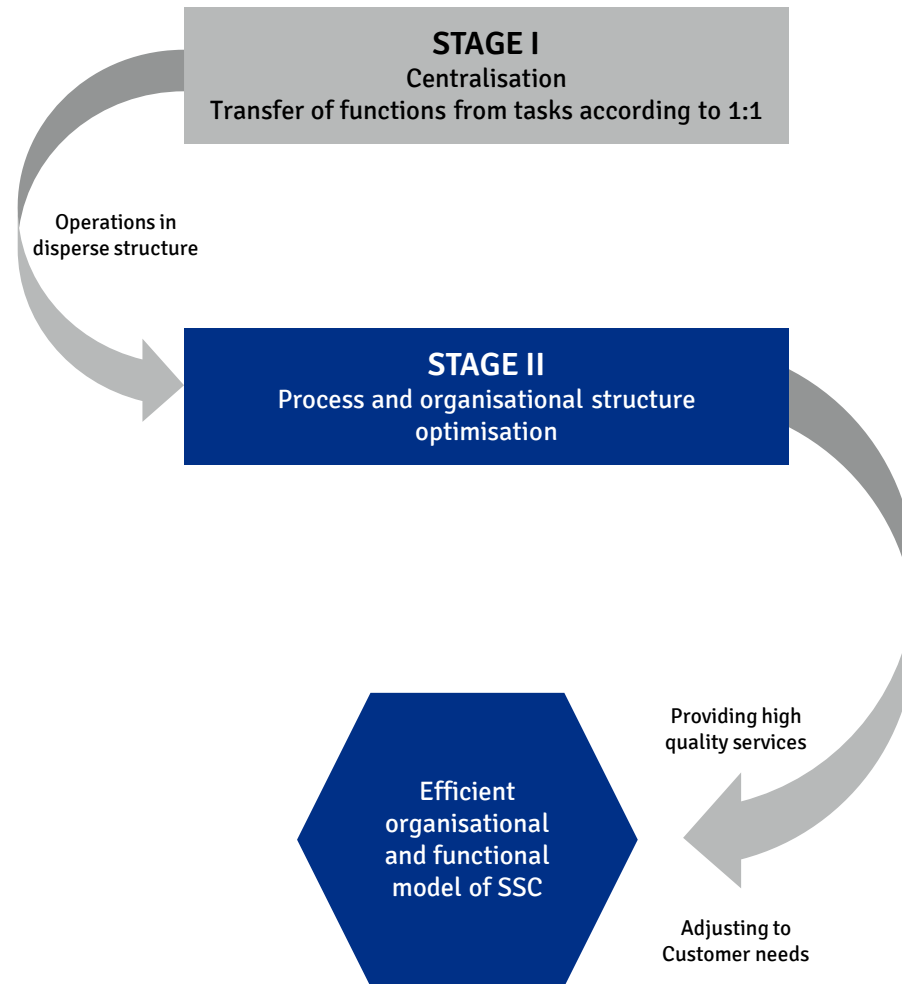 STAGE I
Centralisation
Transfer of functions from tasks according to 1:1
Operations in
disperse structure
STAGE II
Process and organisational structure
optimisation
Providing high
quality services
Efficient
organisational
and functional
model of SSC
Adjusting to
Customer needs